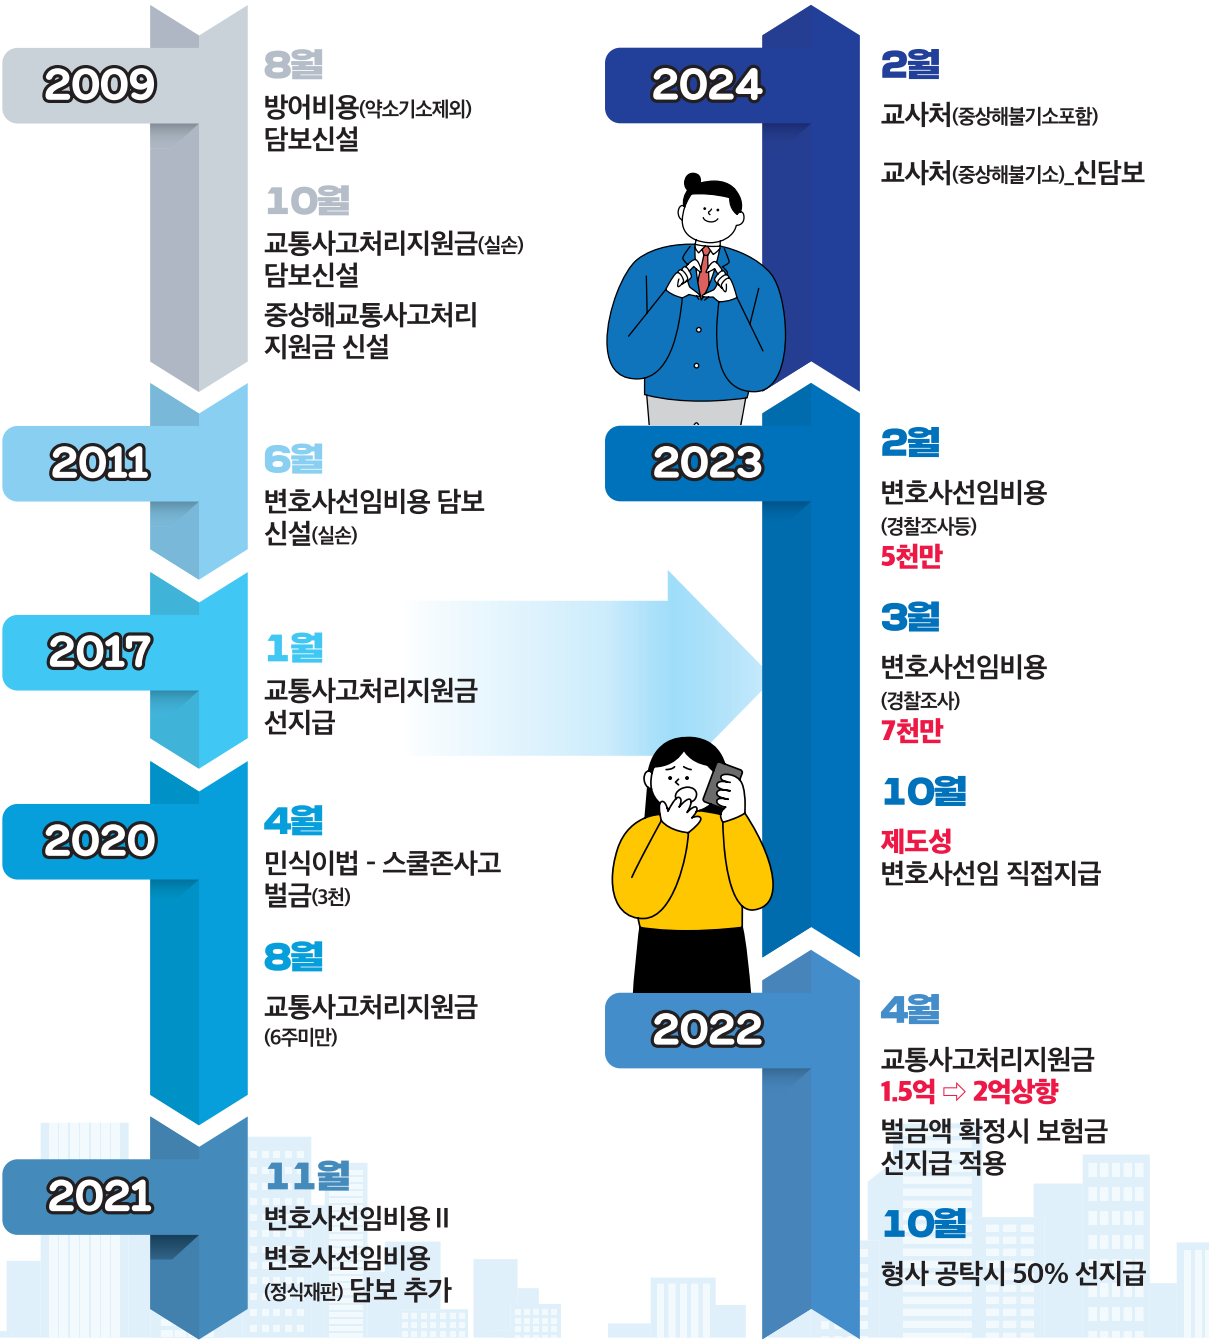 2009
8월
방어비용(약소기소제외)
담보신설
10월
교통사고처리지원금(실손)
담보신설
중상해교통사고처리
지원금 신설
2011
6월
변호사선임비용 담보
신설(실손)
2017
1월
교통사고처리지원금
선지급
2020
4월
민식이법 - 스쿨존사고
벌금(3천)
8월
교통사고처리지원금
(6주미만)
2021
11월
변호사선임비용Ⅱ
변호사선임비용
(정식재판) 담보 추가
2024
2월
교사처(중상해불기소포함)
교사처(중상해불기소)_신담보
2023
2월
변호사선임비용
(경찰조사등)
5천만
3월
변호사선임비용
(경찰조사)
7천만
10월
제도성
변호사선임 직접지급
2022
4월
교통사고처리지원금
1.5억 ⇨ 2억상향
벌금액 확정시 보험금
선지급 적용
10월
형사 공탁시 50% 선지급